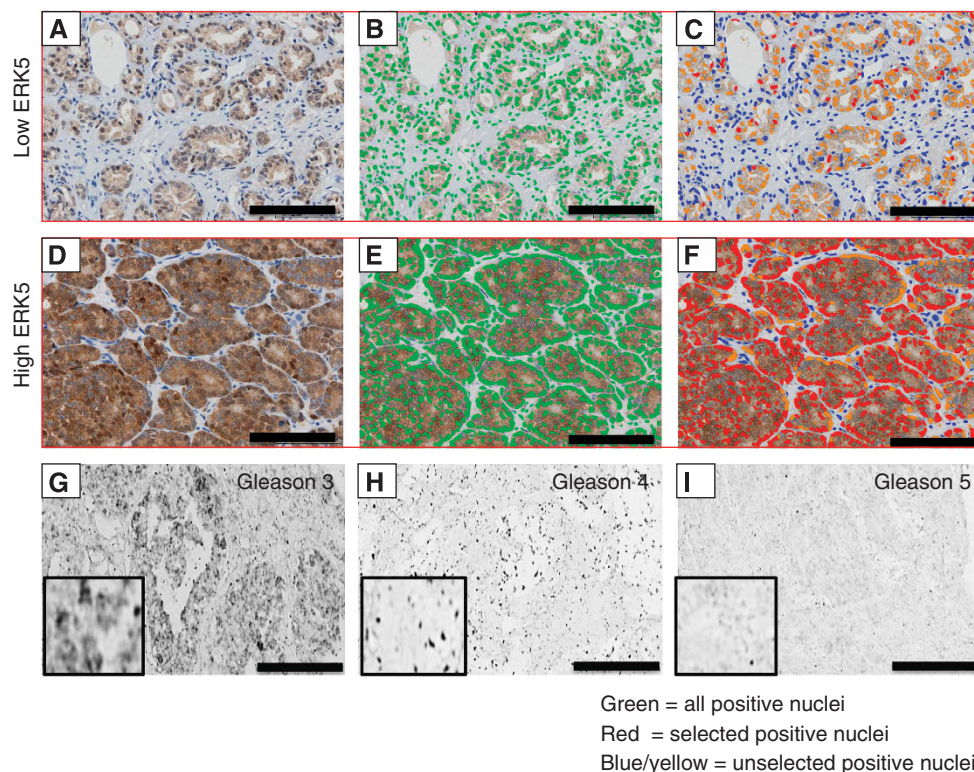 Low ERK5
A
B
C
High ERK5
D
E
F
G
Gleason 3
H
Gleason 4
I
Gleason 5
Green = all positive nuclei
Red = selected positive nuclei
Blue/yellow = unselected positive nuclei